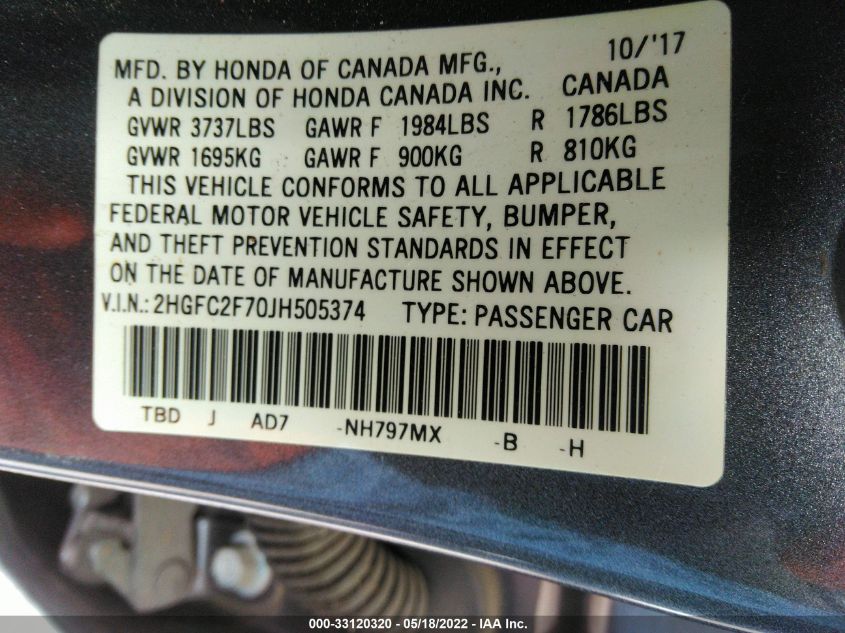 10/'17
MFD. BY HONDA OF CANADA MFG.,
A DIVISION OF HONDA CANADA INC. CANADA
GVWR 3737LBS GAWR F 1984LBS R 1786LBS
GVWR 1695KG GAWR F 900KG R 810KG
THIS VEHICLE CONFORMS TO ALL APPLICABLE
FEDERAL MOTOR VEHICLE SAFETY, BUMPER,
AND THEFT PREVENTION STANDARDS IN EFFECT
ON THE DATE OF MANUFACTURE SHOWN ABOVE.
V.I.N.: 2HGFC2F70JH505374 TYPE: PASSENGER CAR
TBD J AD7 -NH797MX -B -H
000-33120320 - 05/18/2022 - IAA Inc.